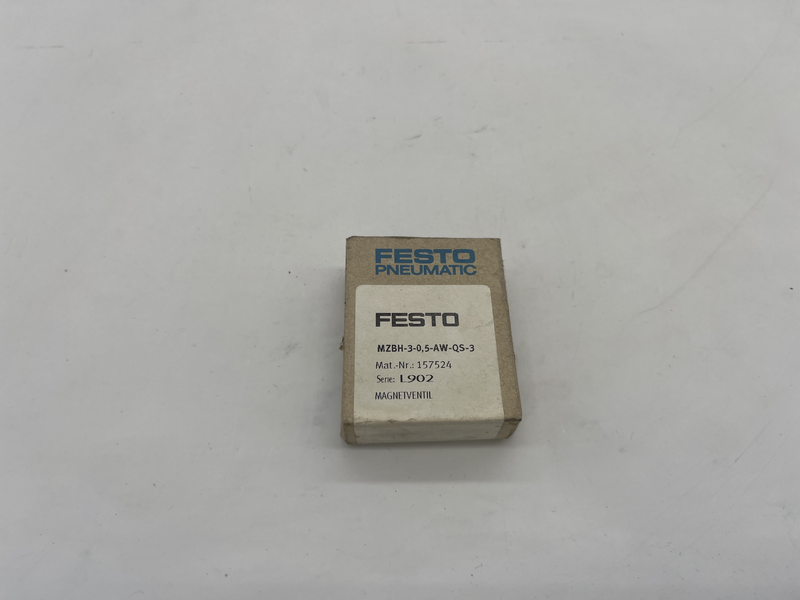 FESTO
PNEUMATIC
FESTO
MZBH-3-0,5-AW-QS-3
Mat.-Nr.: 157524
Serie: L902
MAGNETVENTIL